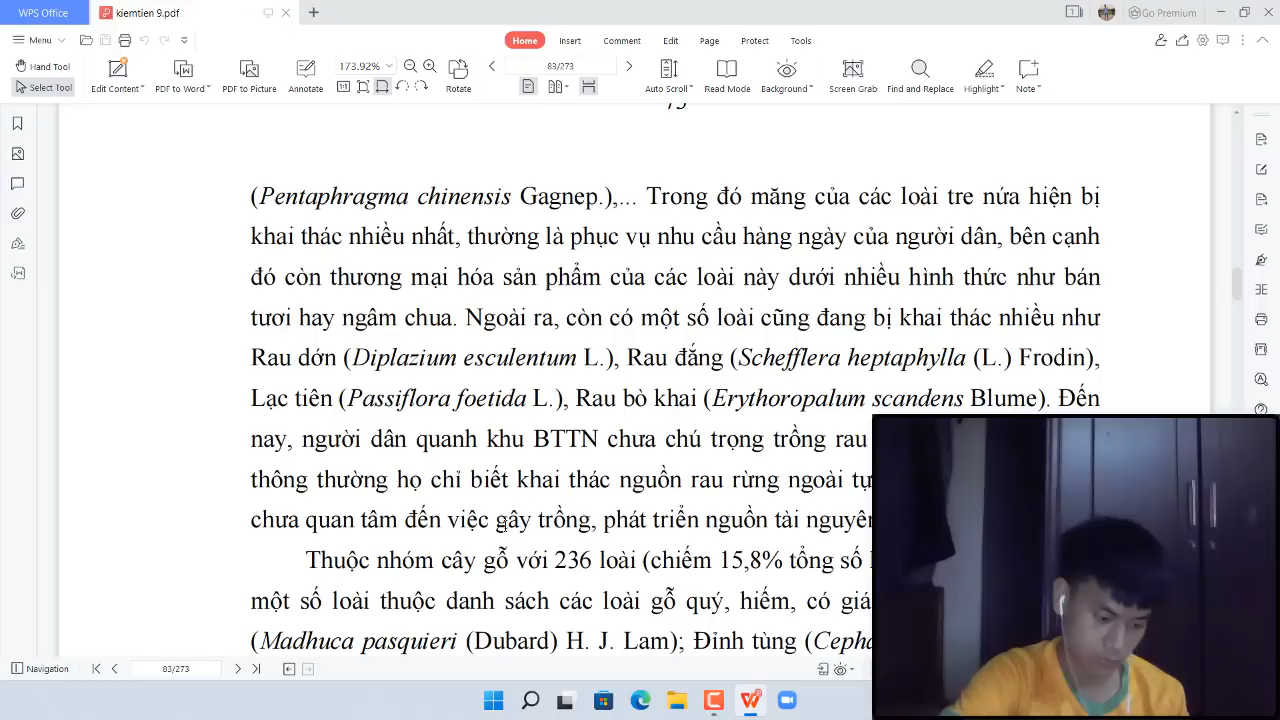 WPS Office
kiemtien 9.pdf
Go Premium
Menu
Home
Insert
Comment
Edit
Page
Protect
Tools
Hand Tool
Select Tool
Edit Content
PDF to Word
PDF to Picture
Annotate
173.92%
Rotate
83/273
Auto Scroll
Read Mode
Background
Screen Grab
Find and Replace
Highlight
Note
(Pentaphragma chinensis Gagnep.),... Trong đó măng của các loài tre nứa hiện bị
khai thác nhiều nhất, thường là phục vụ nhu cầu hàng ngày của người dân, bên cạnh
đó còn thương mại hóa sản phẩm của các loài này dưới nhiều hình thức như bán
tươi hay ngâm chua. Ngoài ra, còn có một số loài cũng đang bị khai thác nhiều như
Rau dớn (Diplazium esculentum L.), Rau đắng (Schefflera heptaphylla (L.) Frodin),
Lạc tiên (Passiflora foetida L.), Rau bò khai (Erythoropalum scandens Blume). Đến
nay, người dân quanh khu BTTN chưa chú trọng trồng rau
thông thường họ chỉ biết khai thác nguồn rau rừng ngoài tự
chưa quan tâm đến việc gây trồng, phát triển nguồn tài nguyên
Thuộc nhóm cây gỗ với 236 loài (chiếm 15,8% tổng số
một số loài thuộc danh sách các loài gỗ quý, hiếm, có giá
(Madhuca pasquieri (Dubard) H. J. Lam); Đỉnh tùng (Cepha
Navigation
83/273